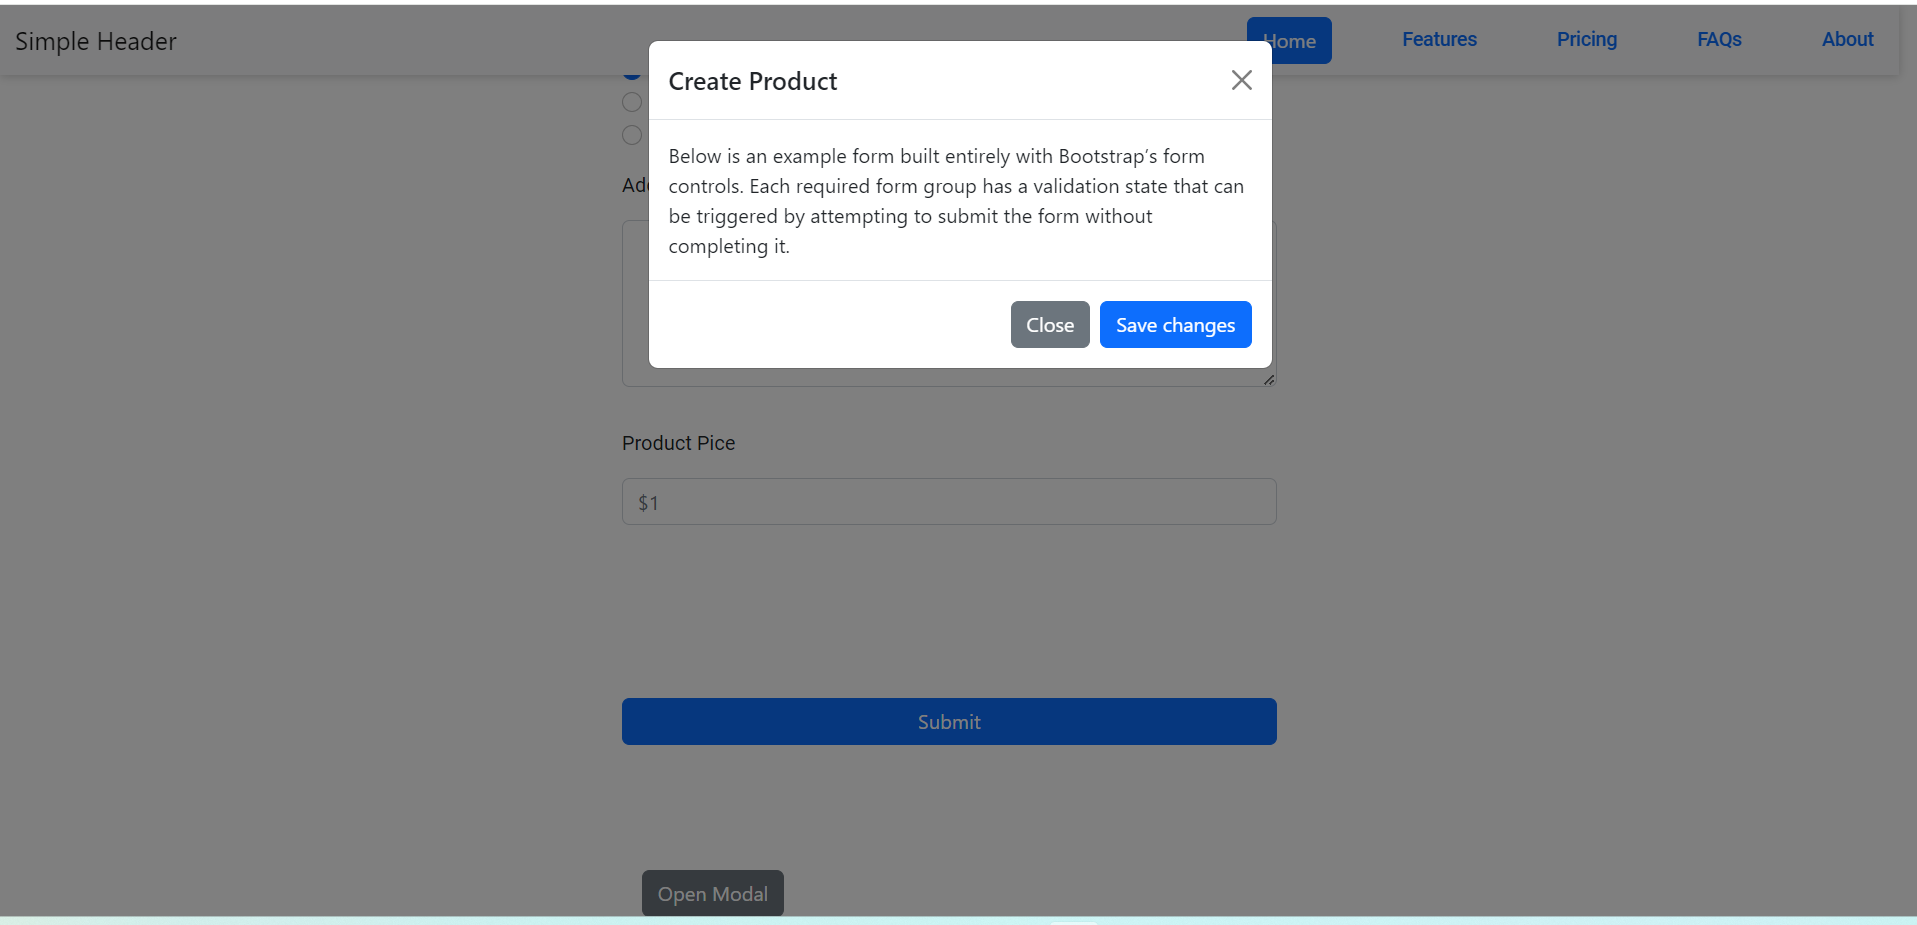 Simple Header
Home
Features
Pricing
FAQs
About
Create Product
Below is an example form built entirely with Bootstrap’s form
controls. Each required form group has a validation state that can
be triggered by attempting to submit the form without
completing it.
Close
Save changes
Product Pice
$1
Submit
Open Modal